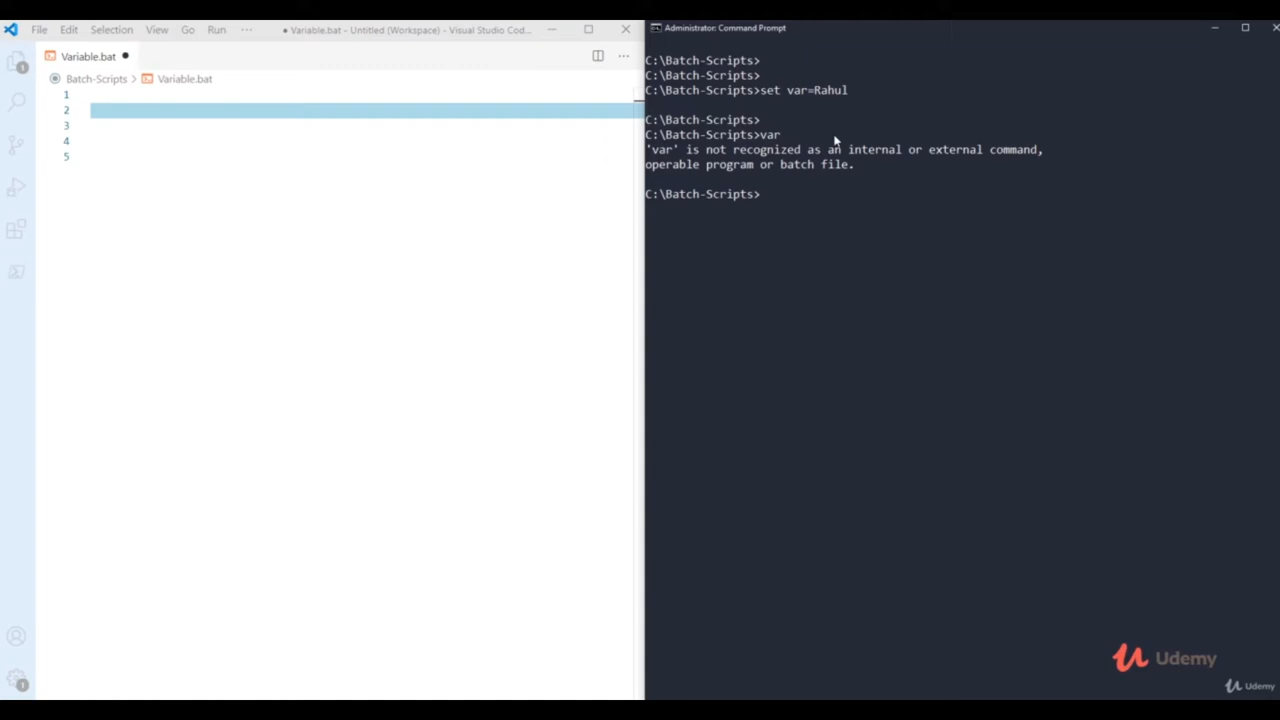 File Edit Selection View Go Run ··· ● Variable.bat - Untitled (Workspace) - Visual Studio Cod...
Variable.bat ●
Batch-Scripts > Variable.bat
1
2
3
4
5
1
1
Administrator: Command Prompt
C:\Batch-Scripts>
C:\Batch-Scripts>
C:\Batch-Scripts>set var=Rahul
C:\Batch-Scripts>
C:\Batch-Scripts>var
'var' is not recognized as an internal or external command,
operable program or batch file.
C:\Batch-Scripts>
Udemy
Udemy